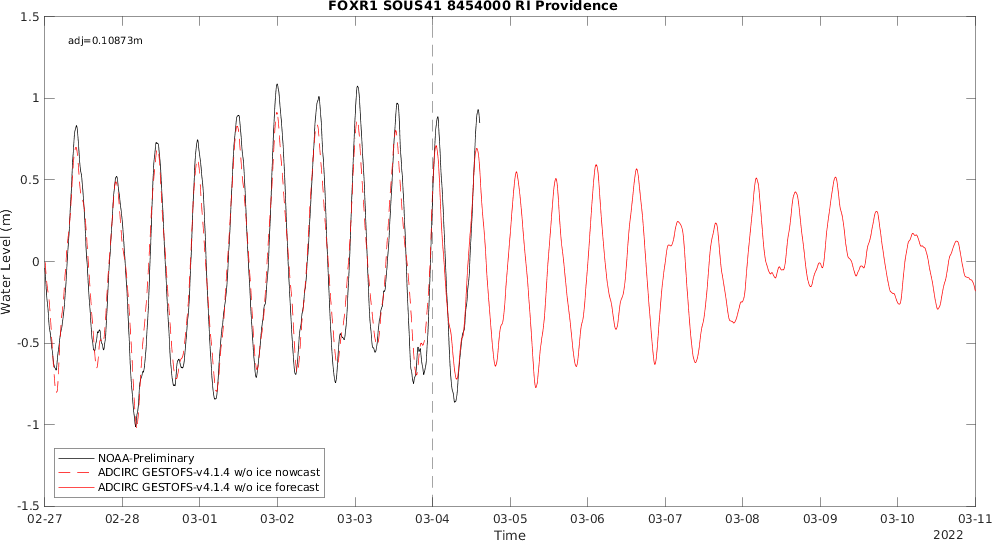 FOXR1 SOUS41 8454000 RI Providence
1.5
adj=0.10873m
1
0.5
0
-0.5
-1
-1.5
Water Level (m)
NOAA-Preliminary
ADCIRC GESTOFS-v4.1.4 w/o ice nowcast
ADCIRC GESTOFS-v4.1.4 w/o ice forecast
02-27 02-28 03-01 03-02 03-03 03-04 03-05 03-06 03-07 03-08 03-09 03-10 03-11
Time
2022